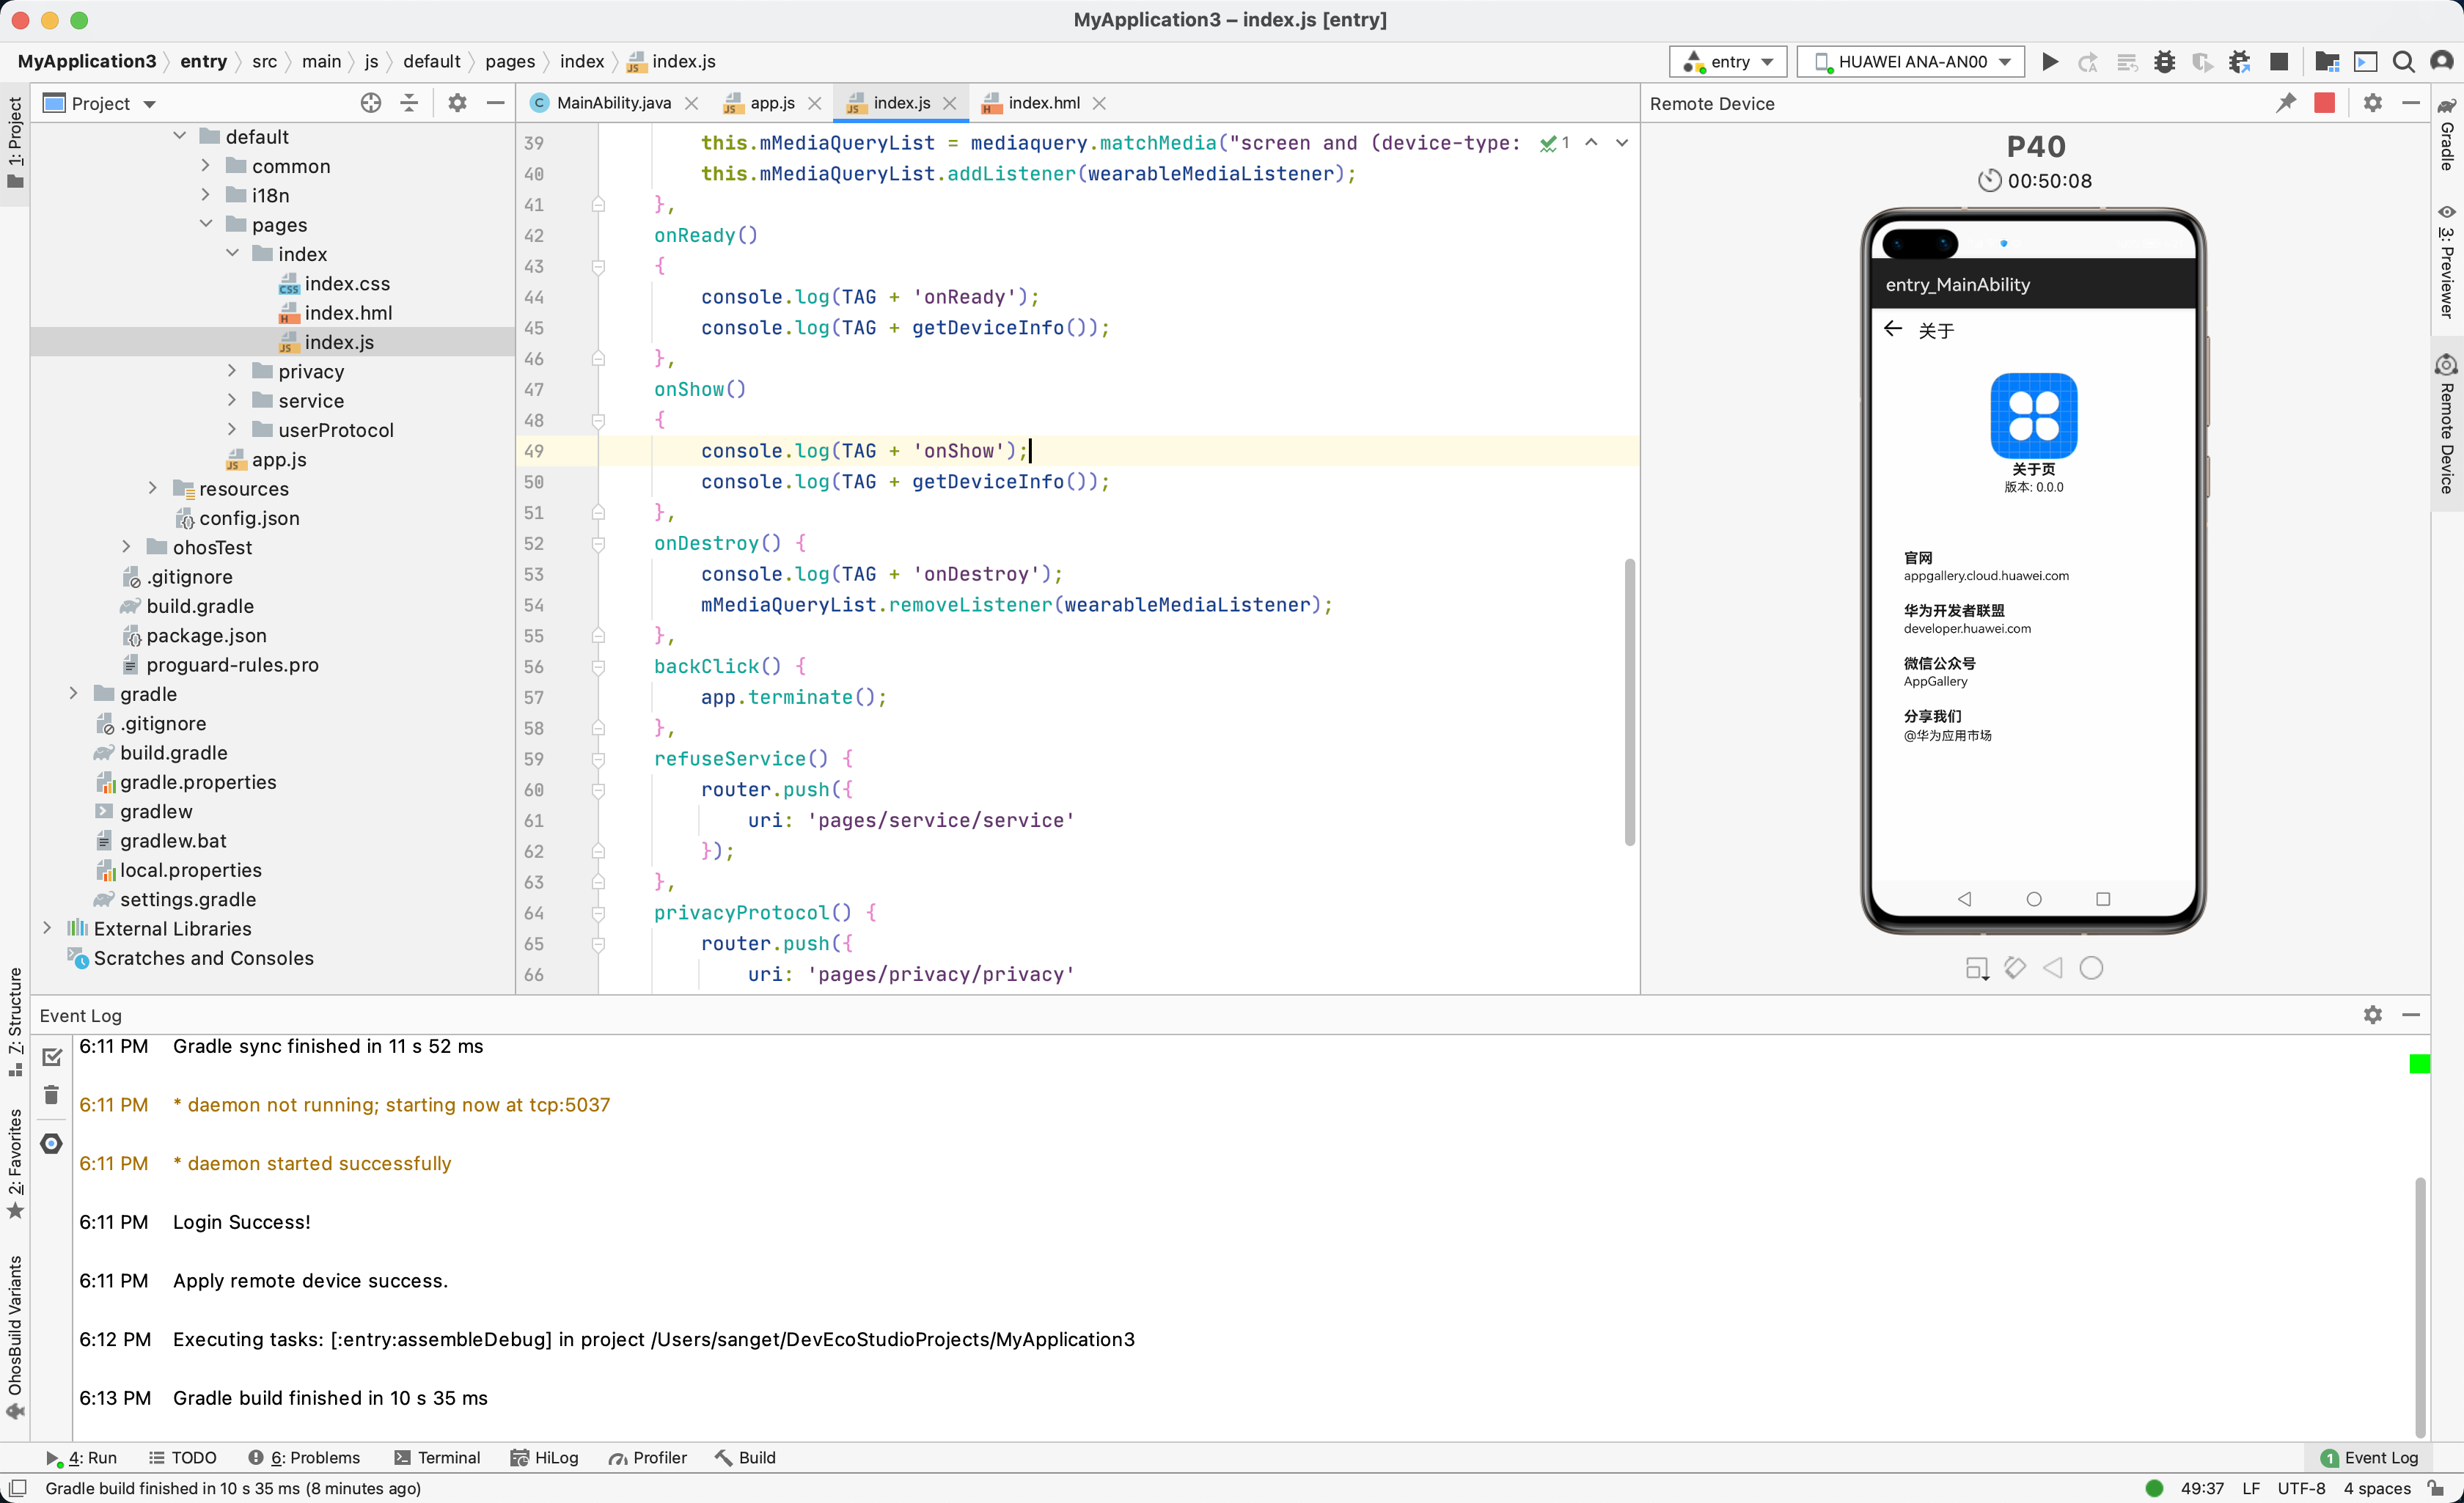 MyApplication3 – index.js [entry]
MyApplication3 entry src main js default pages index index.js
entry HUAWEI ANA-AN00
Project
MainAbility.java app.js index.js index.hml
Remote Device
1: Project
7: Structure
2: Favorites
OhosBuild Variants
default
common
i18n
pages
index
index.css
index.hml
index.js
privacy
service
userProtocol
app.js
resources
config.json
ohosTest
.gitignore
build.gradle
package.json
proguard-rules.pro
gradle
.gitignore
build.gradle
gradle.properties
gradlew
gradlew.bat
local.properties
settings.gradle
External Libraries
Scratches and Consoles
39 this.mMediaQueryList = mediaquery.matchMedia("screen and (device-type: 1
40 this.mMediaQueryList.addListener(wearableMediaListener);
41 },
42 onReady()
43 {
44 console.log(TAG + 'onReady');
45 console.log(TAG + getDeviceInfo());
46 },
47 onShow()
48 {
49 console.log(TAG + 'onShow');
50 console.log(TAG + getDeviceInfo());
51 },
52 onDestroy() {
53 console.log(TAG + 'onDestroy');
54 mMediaQueryList.removeListener(wearableMediaListener);
55 },
56 backClick() {
57 app.terminate();
58 },
59 refuseService() {
60 router.push({
61 uri: 'pages/service/service'
62 });
63 },
64 privacyProtocol() {
65 router.push({
66 uri: 'pages/privacy/privacy'
P40
00:50:08
entry_MainAbility
关于
关于页
版本: 0.0.0
官网
appgallery.cloud.huawei.com
华为开发者联盟
developer.huawei.com
微信公众号
AppGallery
分享我们
@华为应用市场
Gradle
3: Previewer
Remote Device
Event Log
6:11 PM Gradle sync finished in 11 s 52 ms
6:11 PM * daemon not running; starting now at tcp:5037
6:11 PM * daemon started successfully
6:11 PM Login Success!
6:11 PM Apply remote device success.
6:12 PM Executing tasks: [:entry:assembleDebug] in project /Users/sanget/DevEcoStudioProjects/MyApplication3
6:13 PM Gradle build finished in 10 s 35 ms
4: Run TODO 6: Problems Terminal HiLog Profiler Build 1 Event Log
Gradle build finished in 10 s 35 ms (8 minutes ago) 49:37 LF UTF-8 4 spaces